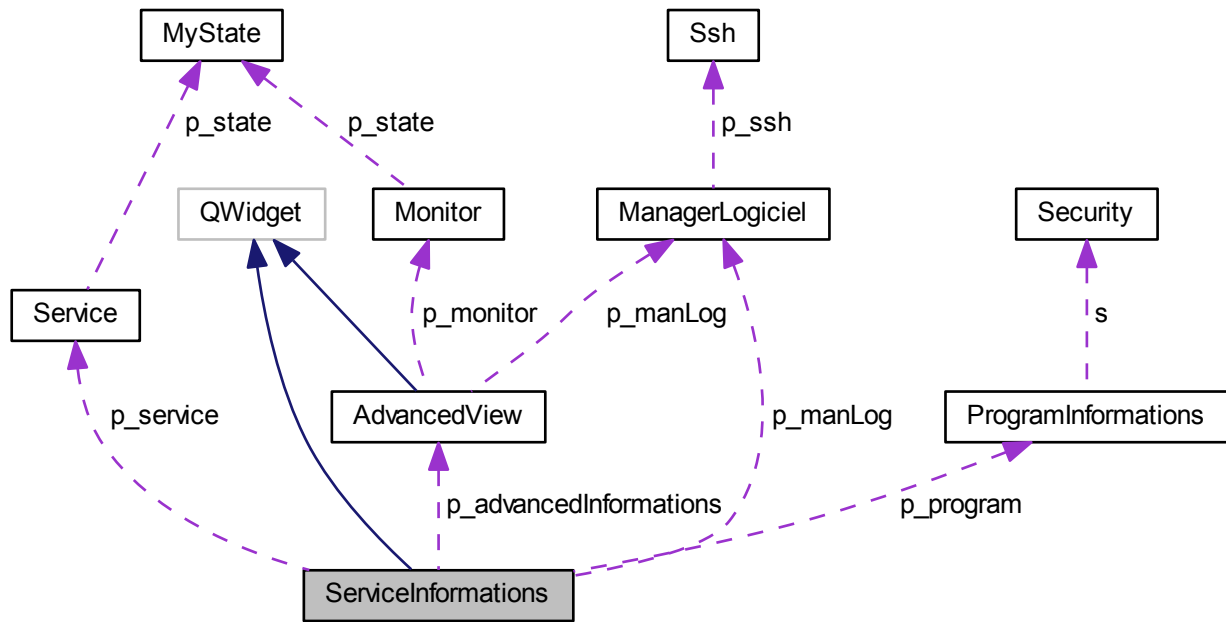 MyState
Ssh
p_state
p_state
p_ssh
QWidget
Monitor
ManagerLogiciel
Security
Service
p_monitor
p_manLog
s
p_service
AdvancedView
p_manLog
ProgramInformations
p_advancedInformations
p_program
ServiceInformations